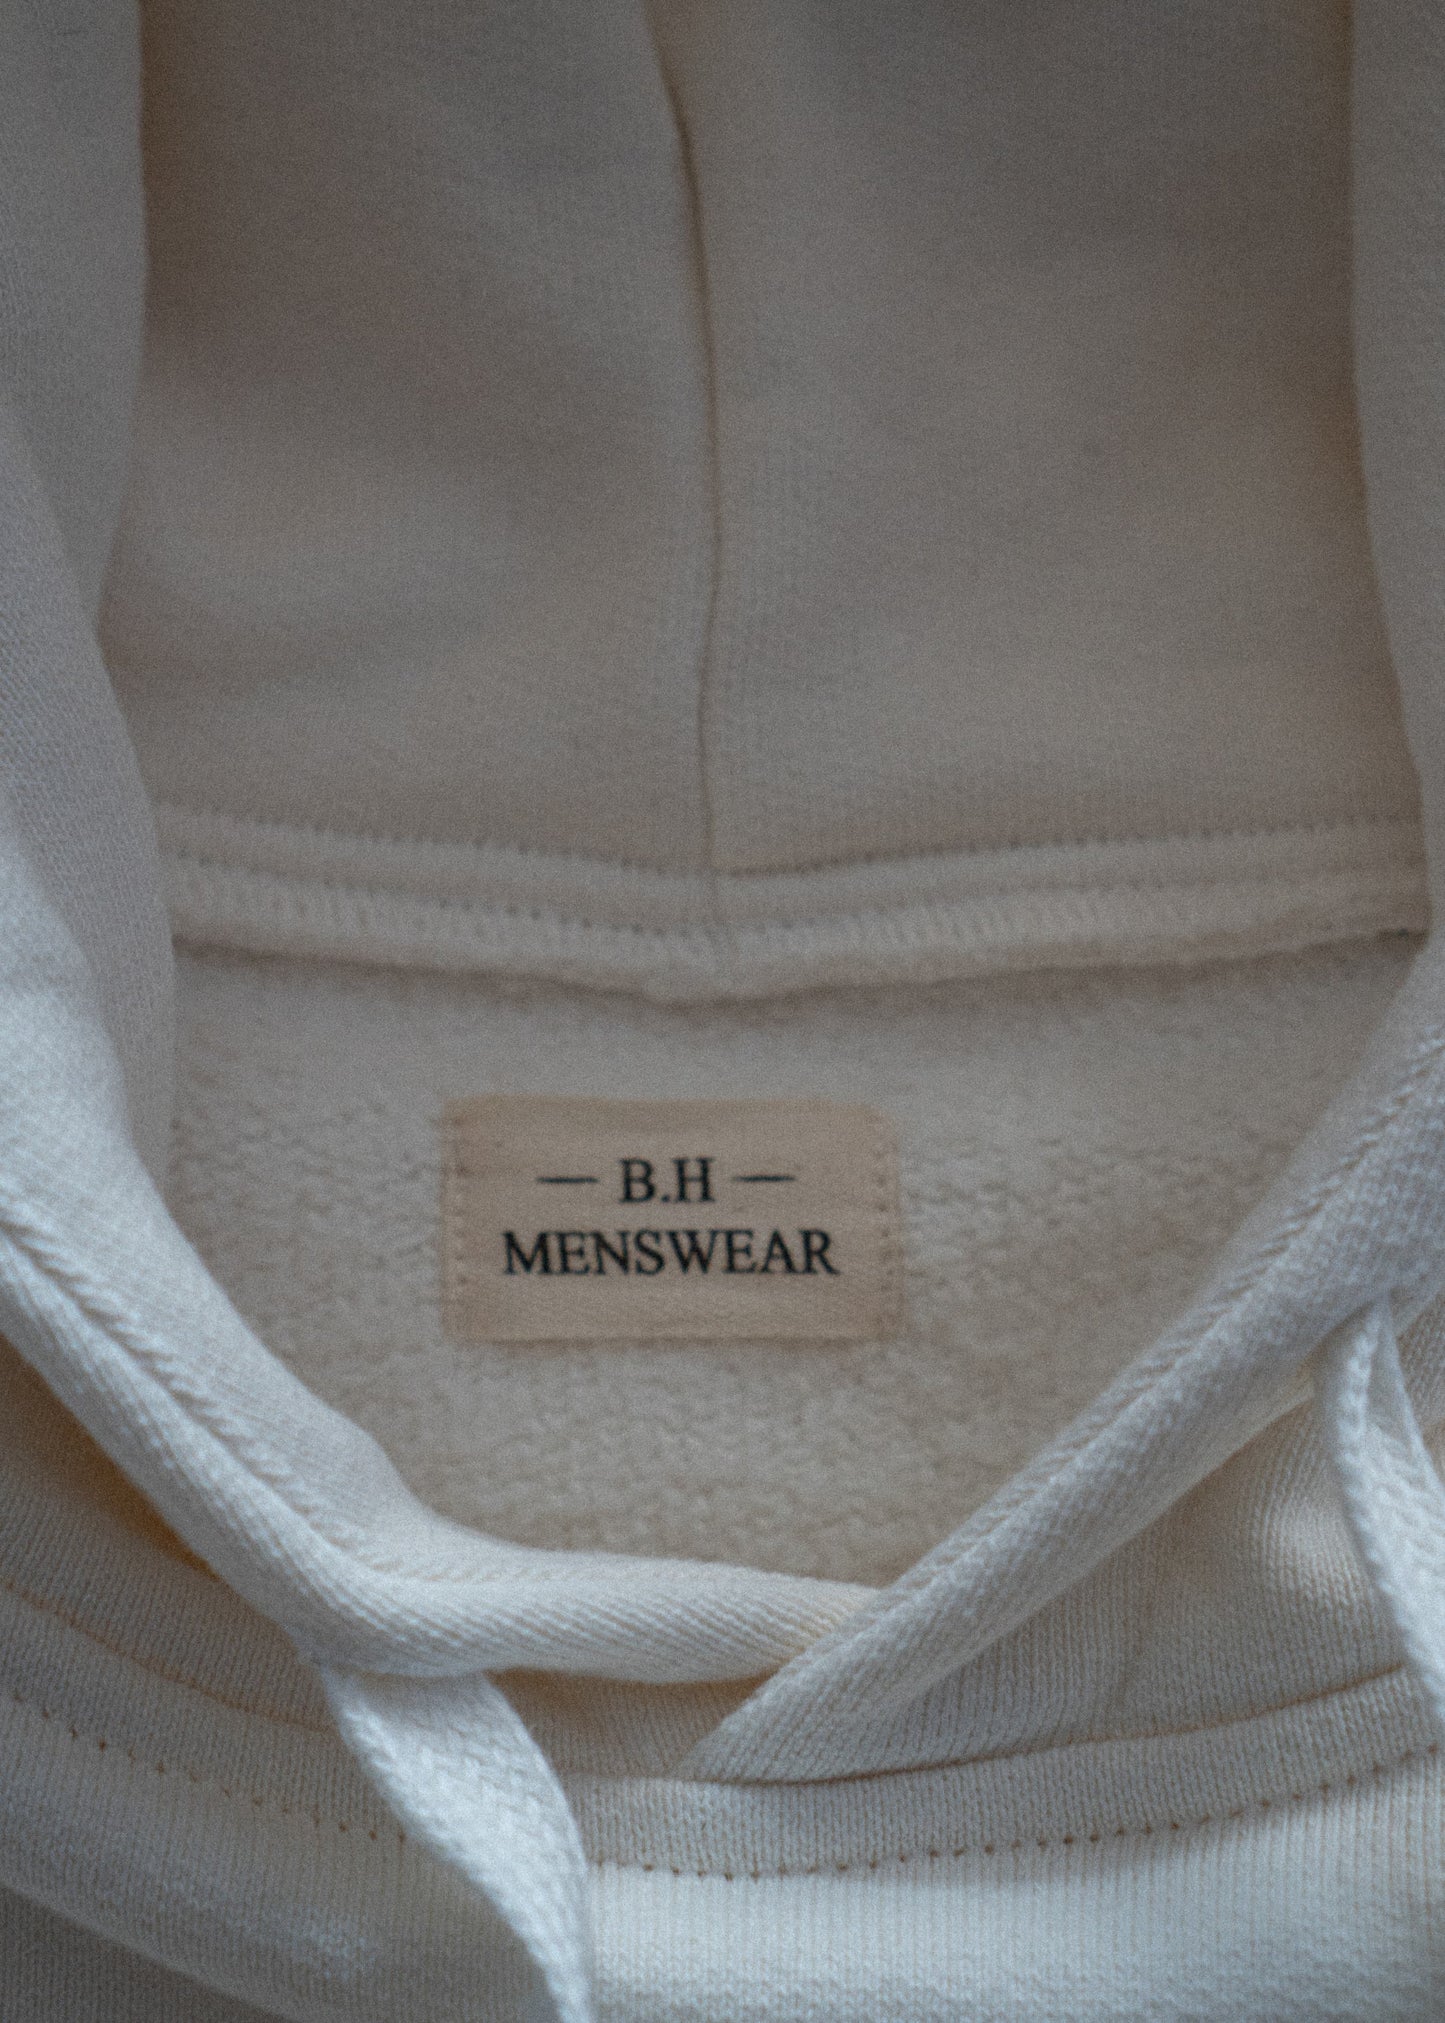 — B.H —
MENSWEAR